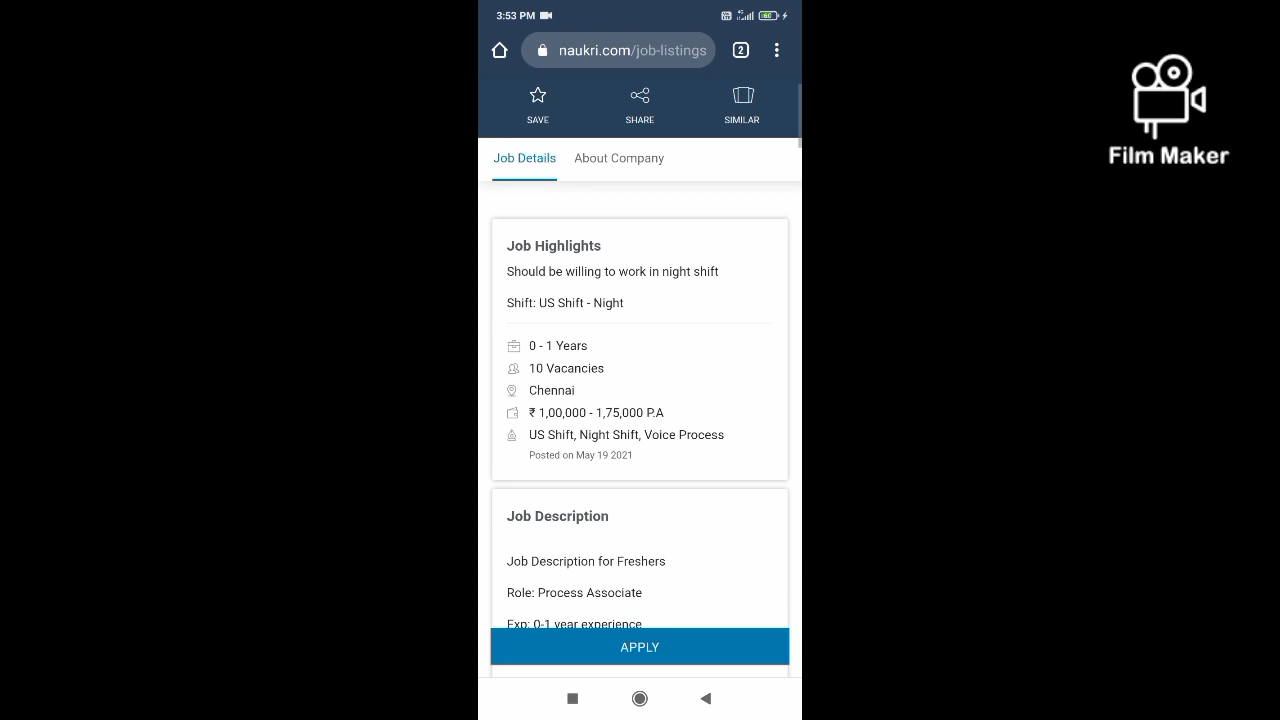 3:53 PM
4G
60
naukri.com/job-listings
2
SAVE
SHARE
SIMILAR
Film Maker
Job Details
About Company
Job Highlights
Should be willing to work in night shift
Shift: US Shift - Night
0 - 1 Years
10 Vacancies
Chennai
₹ 1,00,000 - 1,75,000 P.A
US Shift, Night Shift, Voice Process
Posted on May 19 2021
Job Description
Job Description for Freshers
Role: Process Associate
Exp: 0-1 year experience
APPLY